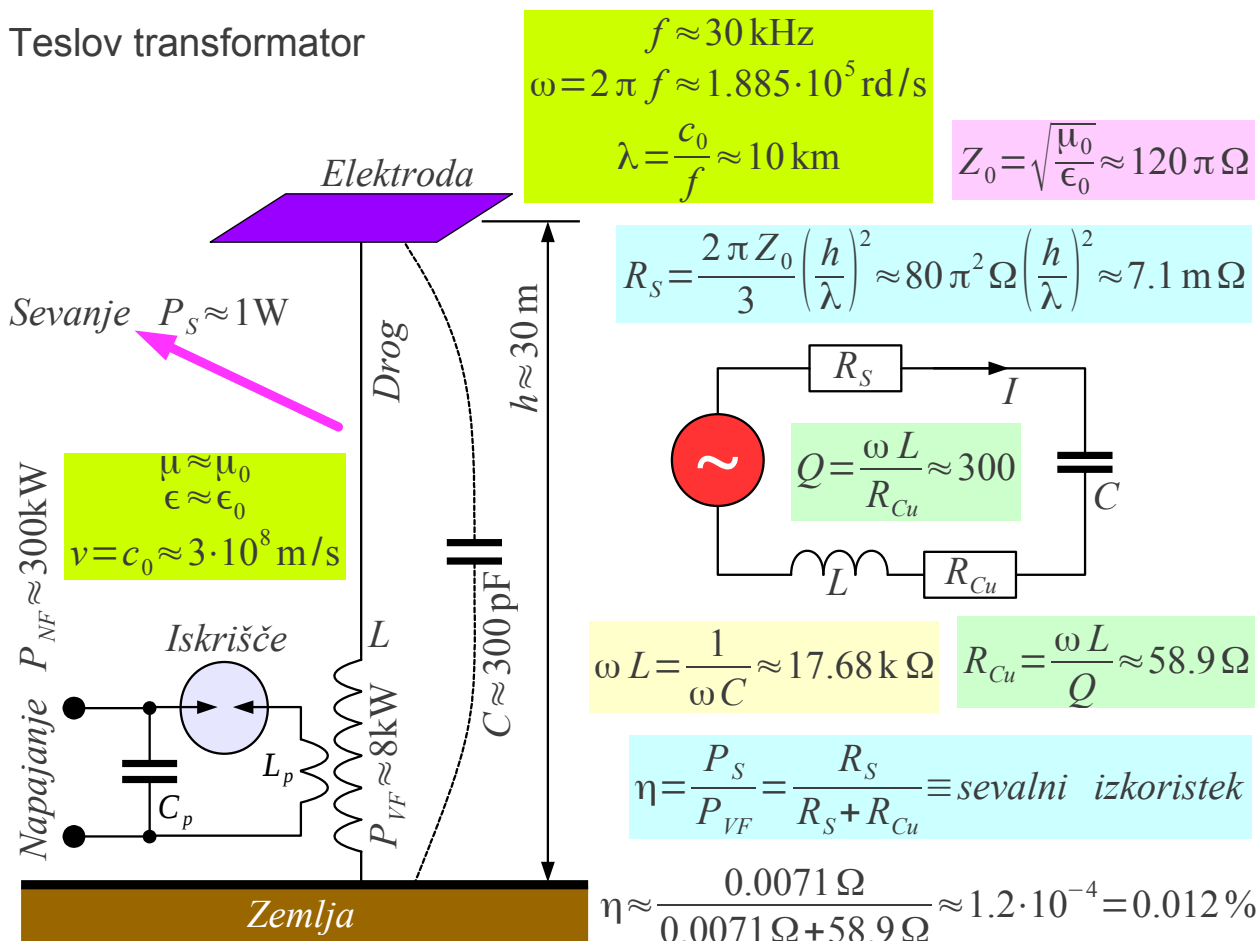 Teslov transformator
f≈30 kHz
ω=2 π f≈1.885·10⁵ rd/s
λ=c₀/f≈10 km
Z₀=√(μ₀/ϵ₀)≈120 π Ω
Elektroda
R_S=(2 π Z₀/3)(h/λ)²≈80 π² Ω(h/λ)²≈7.1 m Ω
Sevanje P_S≈1W
Drog
h≈30 m
R_S
I
μ≈μ₀
ϵ≈ϵ₀
v=c₀≈3·10⁸ m/s
~
Q=ω L/R_Cu≈300
C
L
R_Cu
C≈300 pF
Napajanje P_NF≈300kW
Iskrišče
L
L_p
C_p
P_VF≈8kW
ω L=1/(ω C)≈17.68 k Ω
R_Cu=ω L/Q≈58.9 Ω
η=P_S/P_VF=R_S/(R_S+R_Cu)≡sevalni izkoristek
Zemlja
η≈0.0071 Ω/(0.0071 Ω+58.9 Ω)≈1.2·10⁻⁴=0.012 %